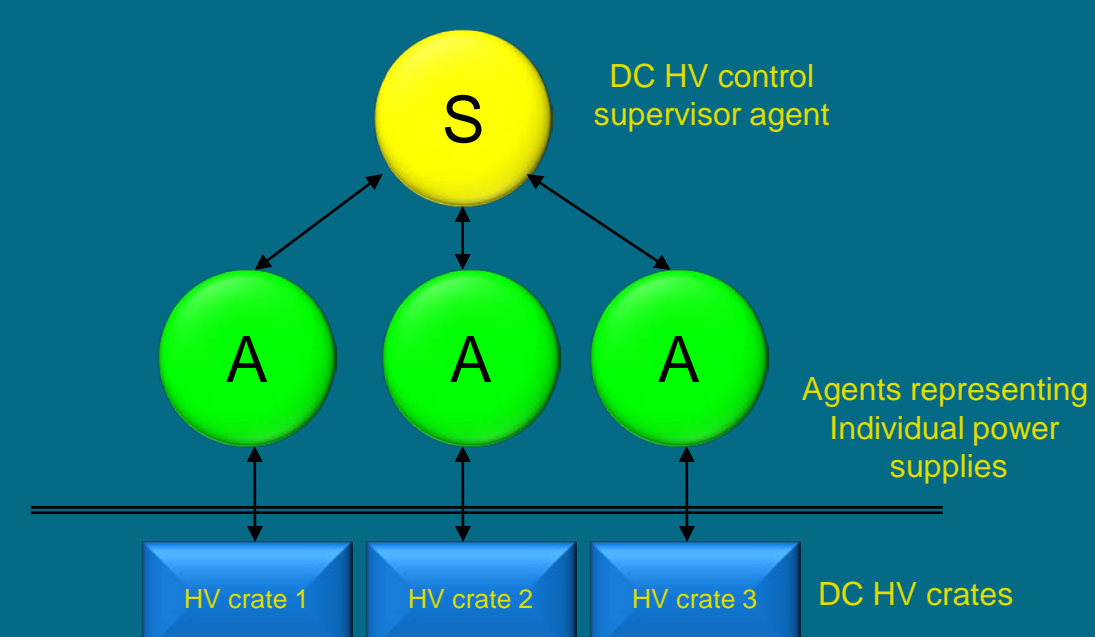 S
DC HV control
supervisor agent
A
A
A
Agents representing
Individual power
supplies
HV crate 1
HV crate 2
HV crate 3
DC HV crates